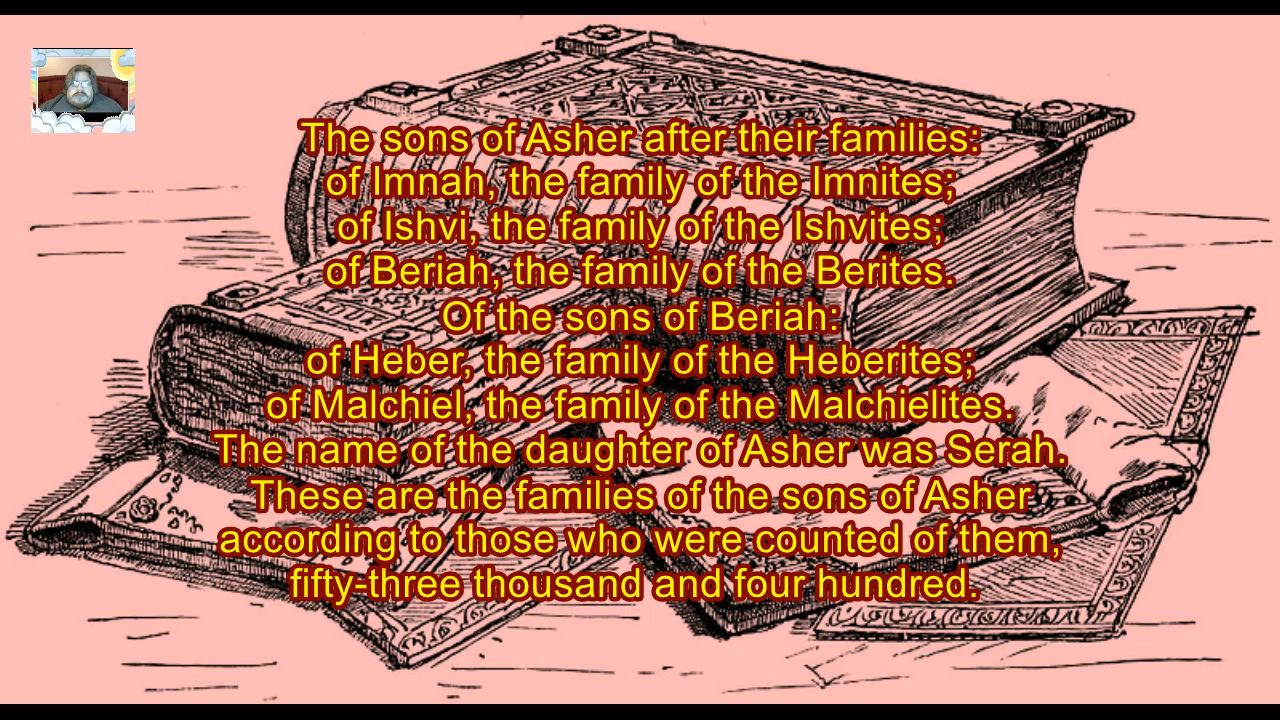 The sons of Asher after their families:
of Imnah, the family of the Imnites;
of Ishvi, the family of the Ishvites;
of Beriah, the family of the Berites.
Of the sons of Beriah:
of Heber, the family of the Heberites;
of Malchiel, the family of the Malchielites.
The name of the daughter of Asher was Serah.
These are the families of the sons of Asher
according to those who were counted of them,
fifty-three thousand and four hundred.